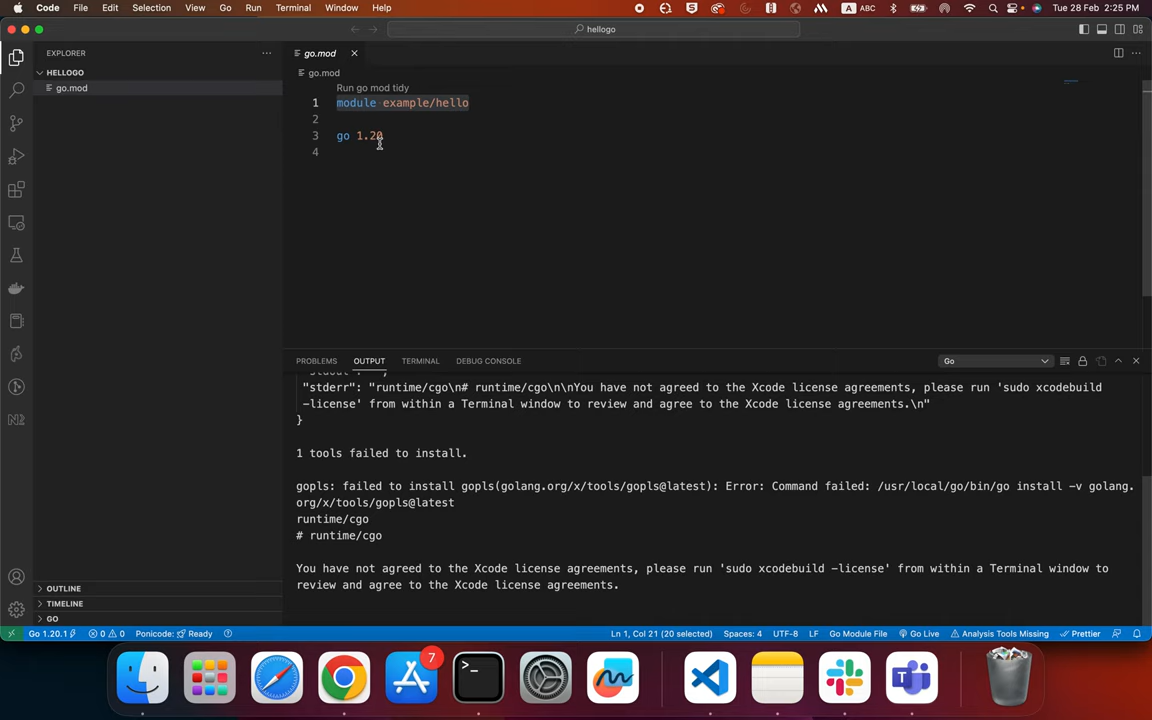 Code File Edit Selection View Go Run Terminal Window Help
A ABC Tue 28 Feb 2:25 PM
hellogo
EXPLORER
go.mod
HELLOGO
go.mod
go.mod
Run go mod tidy
1 module example/hello
2
3 go 1.20
4
PROBLEMS OUTPUT TERMINAL DEBUG CONSOLE
Go
"stderr": "runtime/cgo\n# runtime/cgo\n\nYou have not agreed to the Xcode license agreements, please run 'sudo xcodebuild
-license' from within a Terminal window to review and agree to the Xcode license agreements.\n"
}
1 tools failed to install.
gopls: failed to install gopls(golang.org/x/tools/gopls@latest): Error: Command failed: /usr/local/go/bin/go install -v golang.
org/x/tools/gopls@latest
runtime/cgo
# runtime/cgo
You have not agreed to the Xcode license agreements, please run 'sudo xcodebuild -license' from within a Terminal window to
review and agree to the Xcode license agreements.
OUTLINE
TIMELINE
GO
Go 1.20.1 0 0 Ponicode: Ready
Ln 1, Col 21 (20 selected) Spaces: 4 UTF-8 LF Go Module File Go Live Analysis Tools Missing Prettier
7